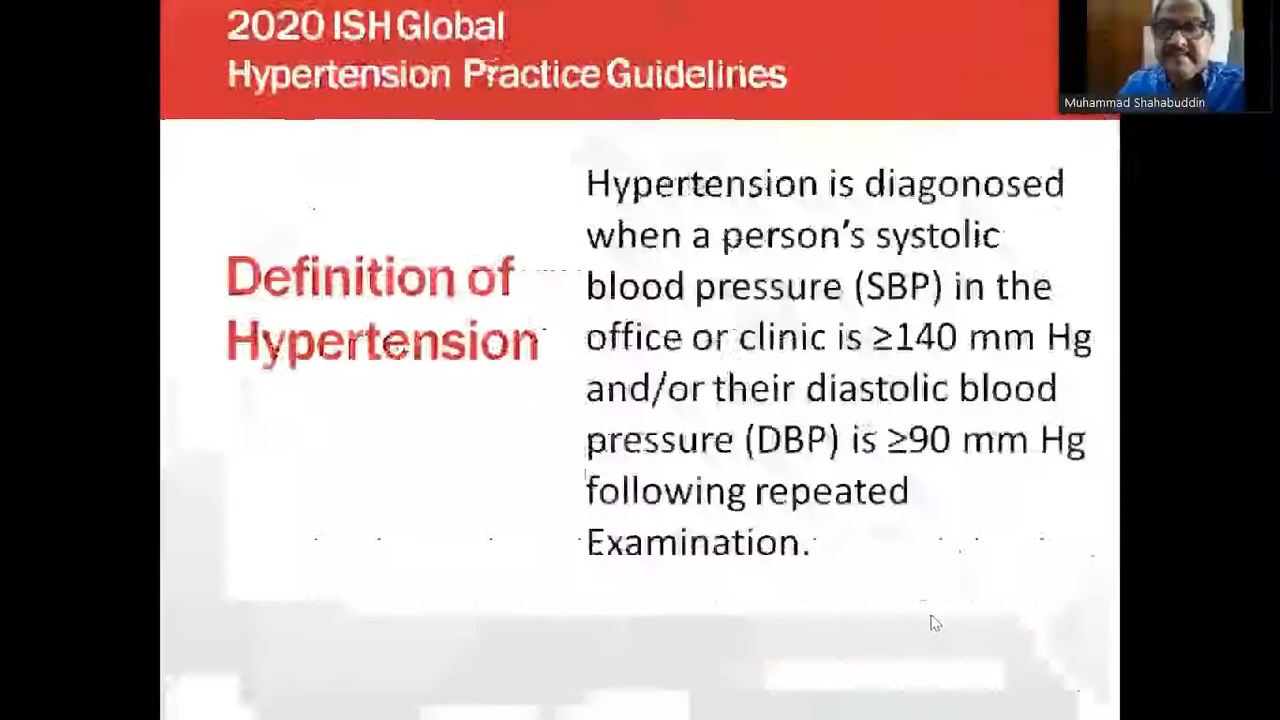 2020 ISH Global
Hypertension Practice Guidelines
Muhammad Shahabuddin
Definition of
Hypertension
Hypertension is diagonosed
when a person’s systolic
blood pressure (SBP) in the
office or clinic is ≥140 mm Hg
and/or their diastolic blood
pressure (DBP) is ≥90 mm Hg
following repeated
Examination.